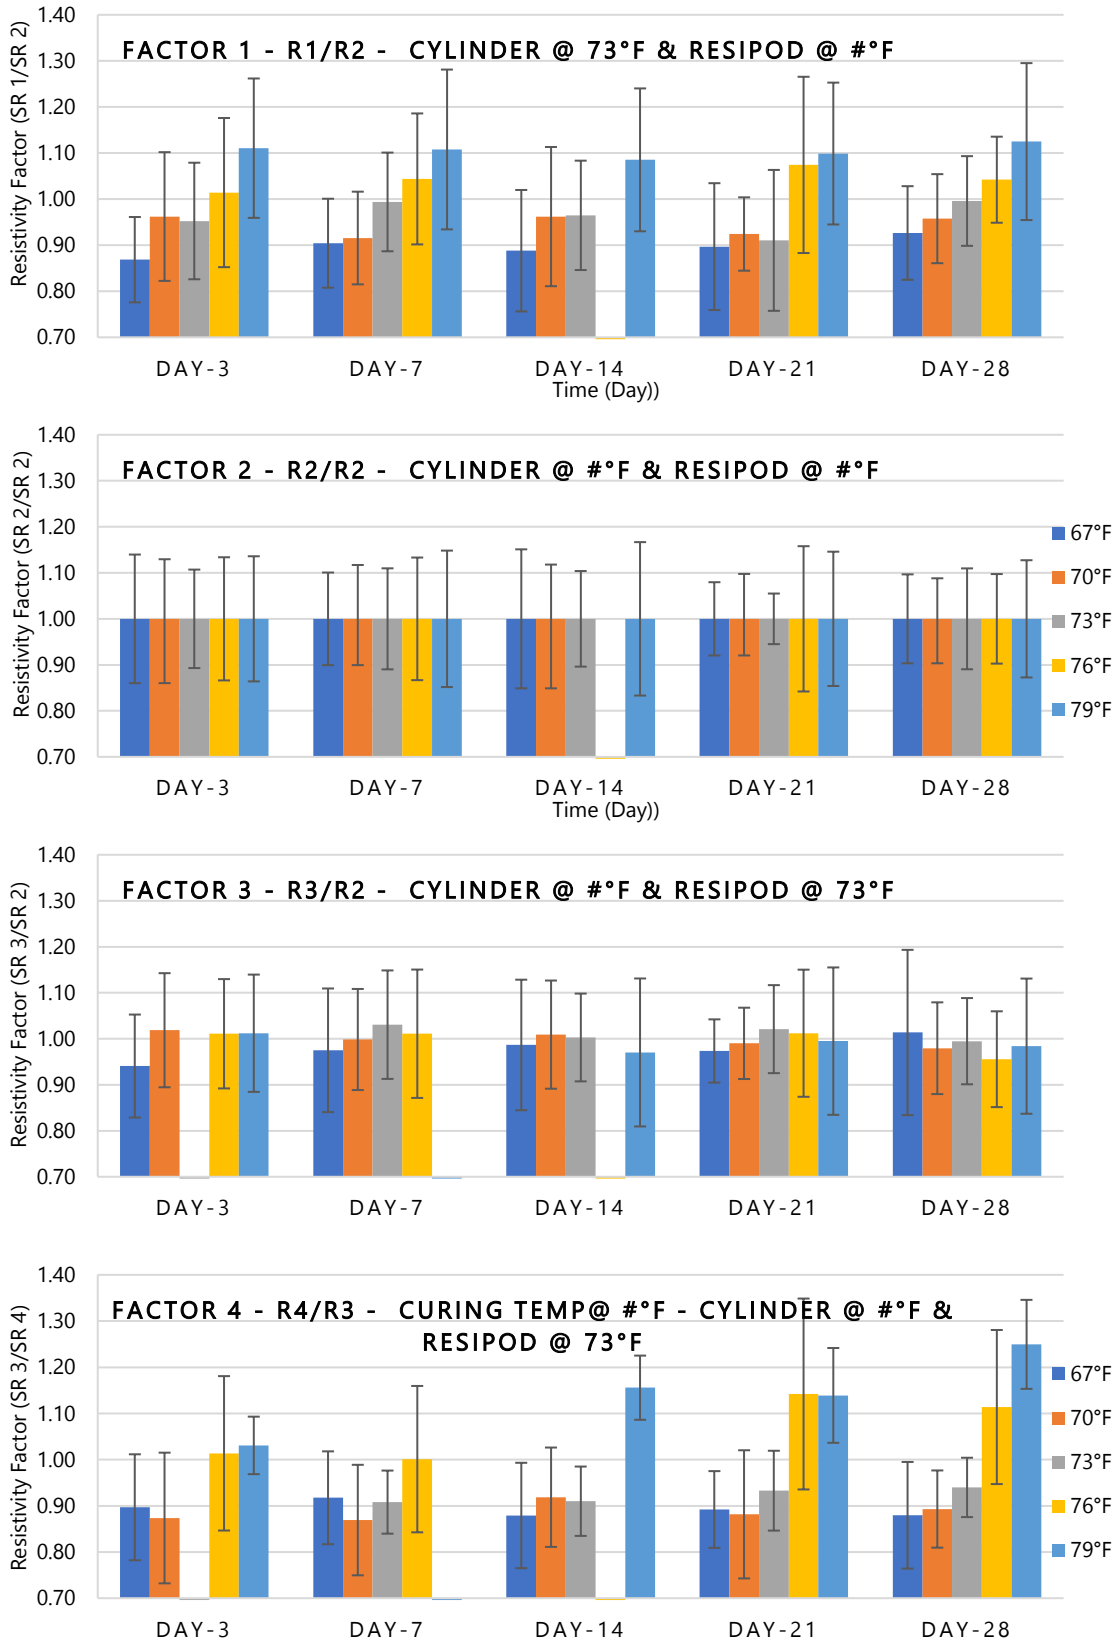 FACTOR 1 - R1/R2 - CYLINDER @ 73°F & RESIPOD @ #°F
Resistivity Factor (SR 1/SR 2)
1.40
1.30
1.20
1.10
1.00
0.90
0.80
0.70
DAY-3 DAY-7 DAY-14 DAY-21 DAY-28
Time (Day))
FACTOR 2 - R2/R2 - CYLINDER @ #°F & RESIPOD @ #°F
Resistivity Factor (SR 2/SR 2)
1.40
1.30
1.20
1.10
1.00
0.90
0.80
0.70
DAY-3 DAY-7 DAY-14 DAY-21 DAY-28
Time (Day))
67°F
70°F
73°F
76°F
79°F
FACTOR 3 - R3/R2 - CYLINDER @ #°F & RESIPOD @ 73°F
Resistivity Factor (SR 3/SR 2)
1.40
1.30
1.20
1.10
1.00
0.90
0.80
0.70
DAY-3 DAY-7 DAY-14 DAY-21 DAY-28
FACTOR 4 - R4/R3 - CURING TEMP@ #°F - CYLINDER @ #°F &
RESIPOD @ 73°F
Resistivity Factor (SR 3/SR 4)
1.40
1.30
1.20
1.10
1.00
0.90
0.80
0.70
DAY-3 DAY-7 DAY-14 DAY-21 DAY-28
67°F
70°F
73°F
76°F
79°F